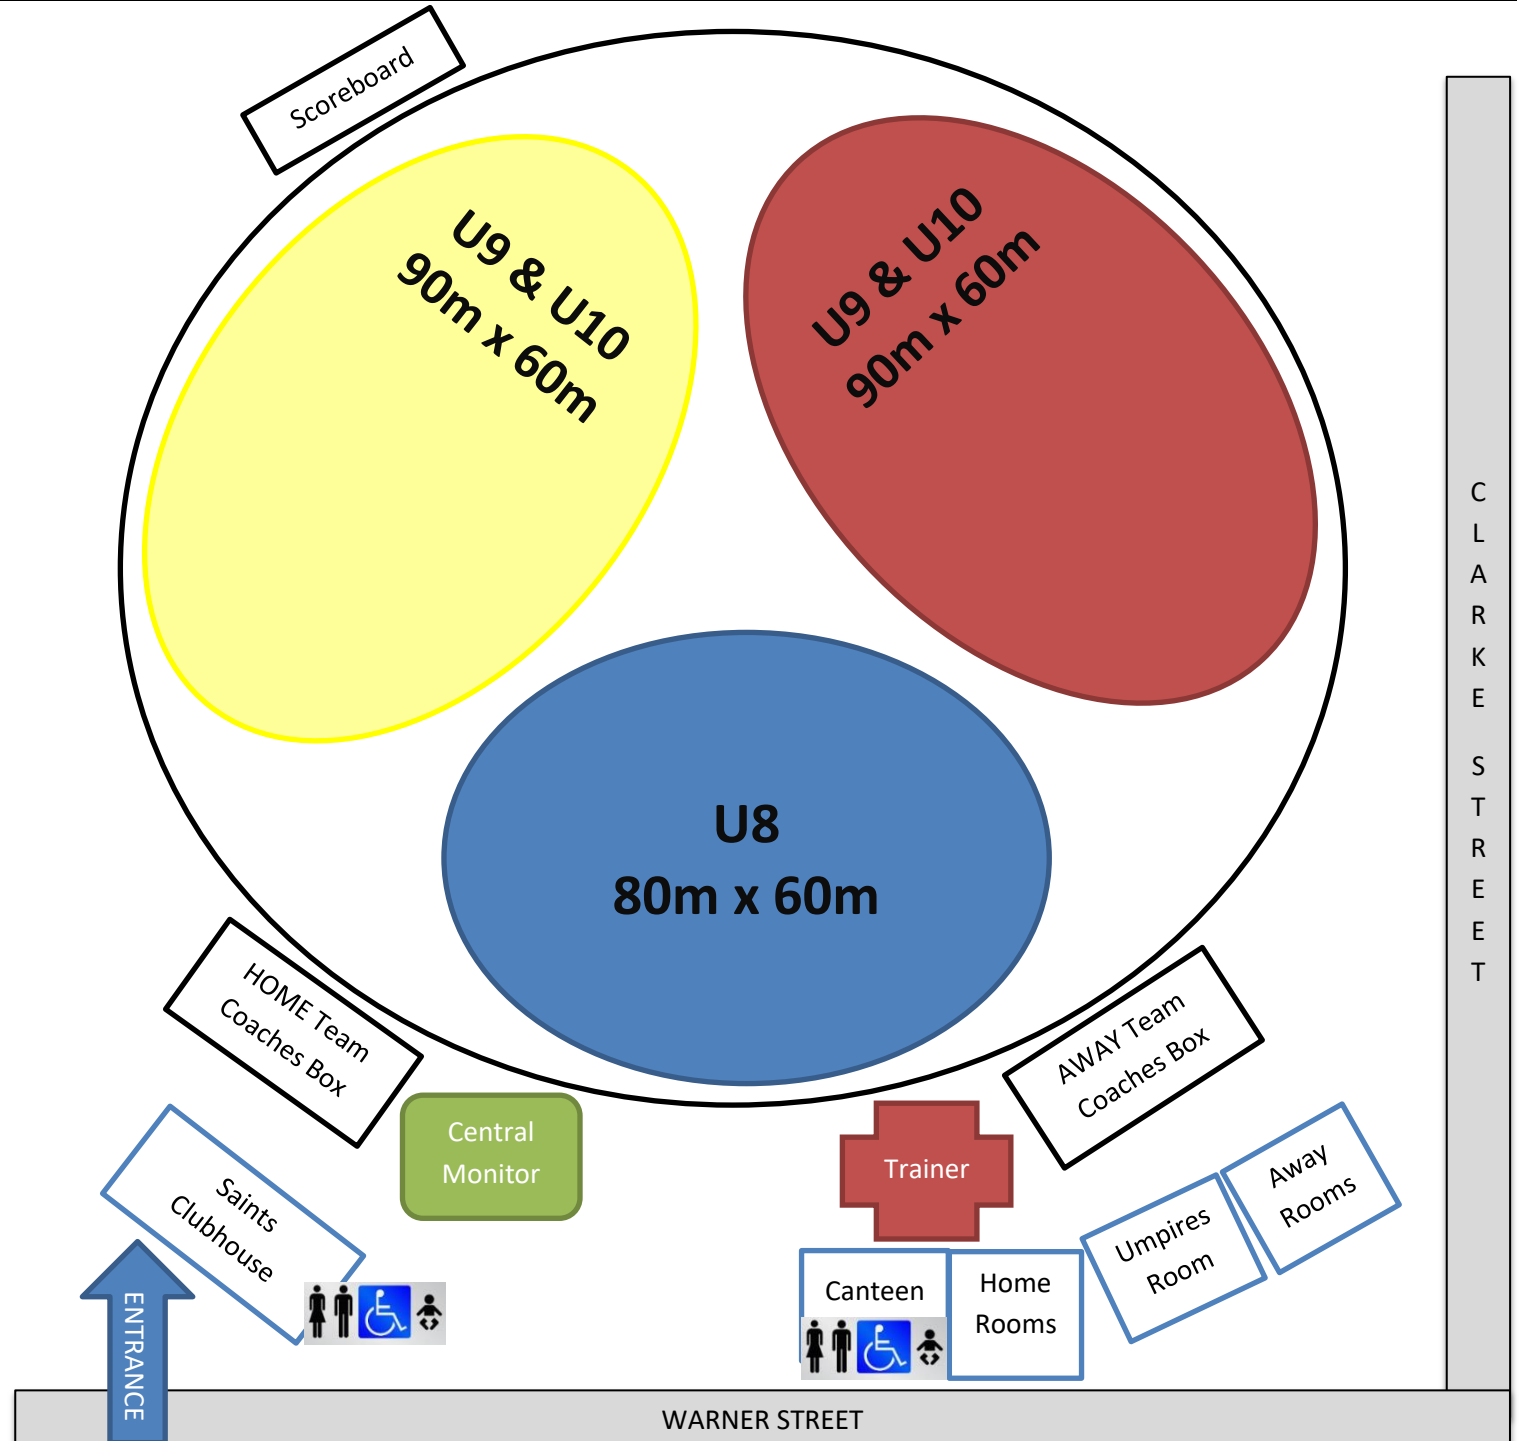 Scoreboard
U9 & U10
90m x 60m
U9 & U10
90m x 60m
CLARKE STREET
U8
80m x 60m
HOME Team
Coaches Box
AWAY Team
Coaches Box
Central
Monitor
Trainer
Saints
Clubhouse
Umpires
Room
Away
Rooms
Canteen
Home
Rooms
ENTRANCE
WARNER STREET